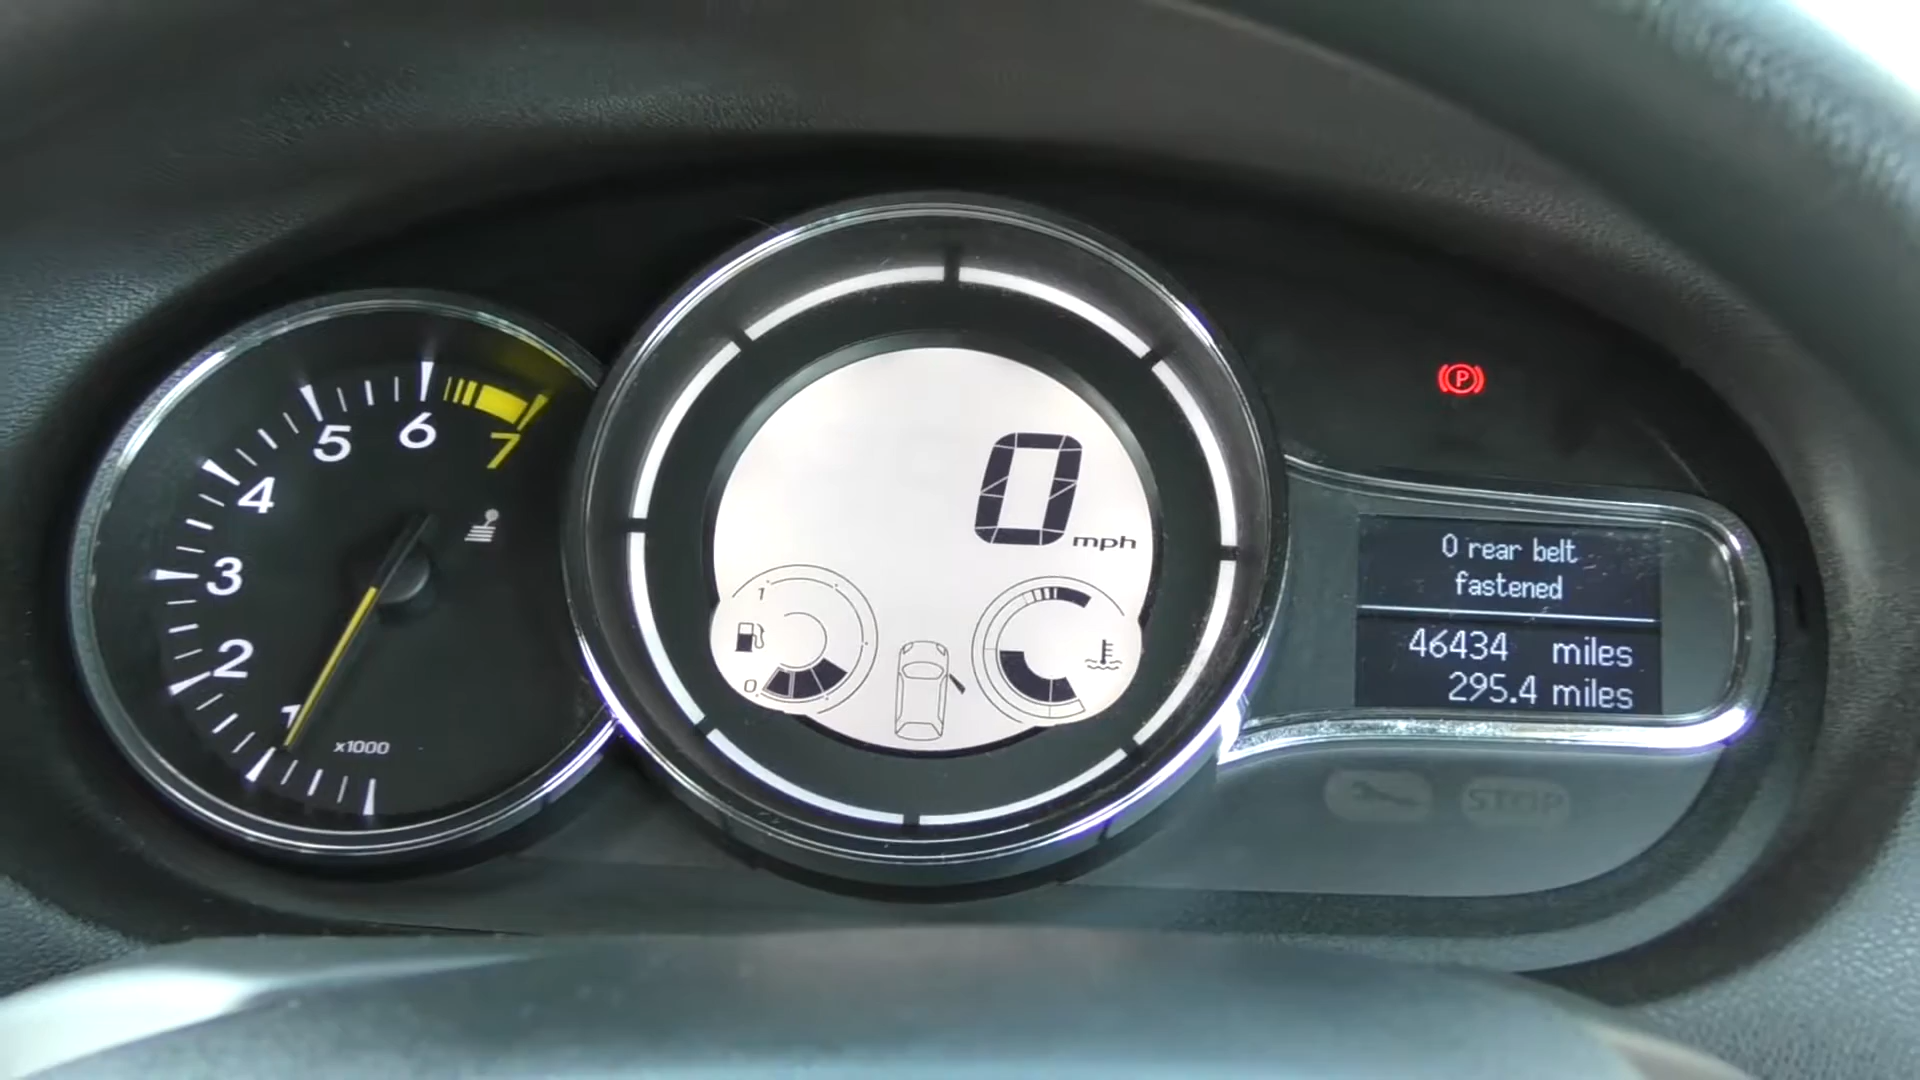 7
6
5
4
3
2
1
x1000
0
mph
1
0
P
0 rear belt
fastened
46434 miles
295.4 miles
STOP